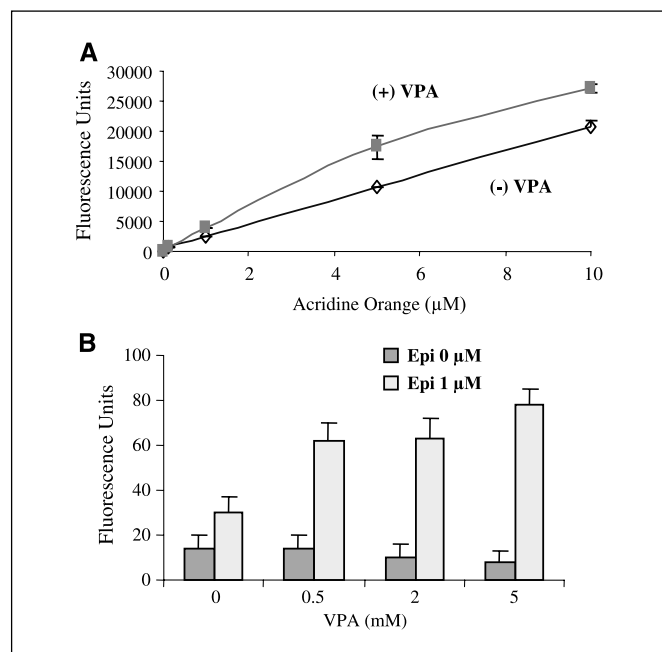 A
30000
25000
20000
15000
10000
5000
0
Fluorescence Units
(+) VPA
(-) VPA
0 2 4 6 8 10
Acridine Orange (µM)
B
Epi 0 µM
Epi 1 µM
100
80
60
40
20
0
Fluorescence Units
0 0.5 2 5
VPA (mM)